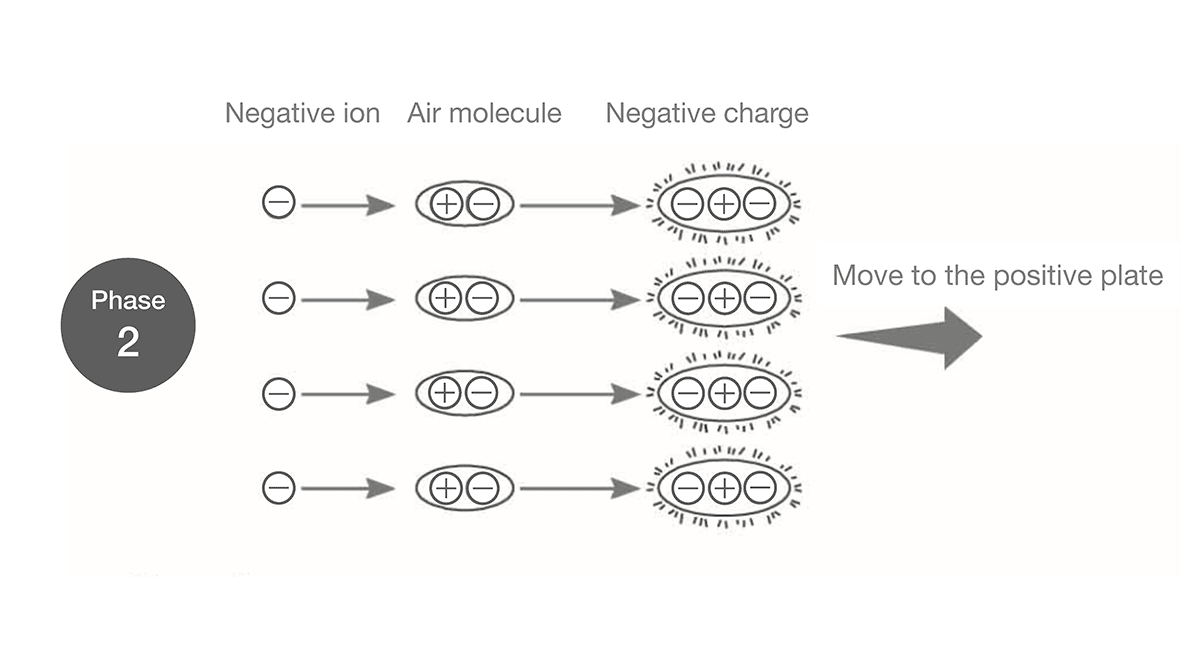 Negative ion
Air molecule
Negative charge
Phase
2
Move to the positive plate